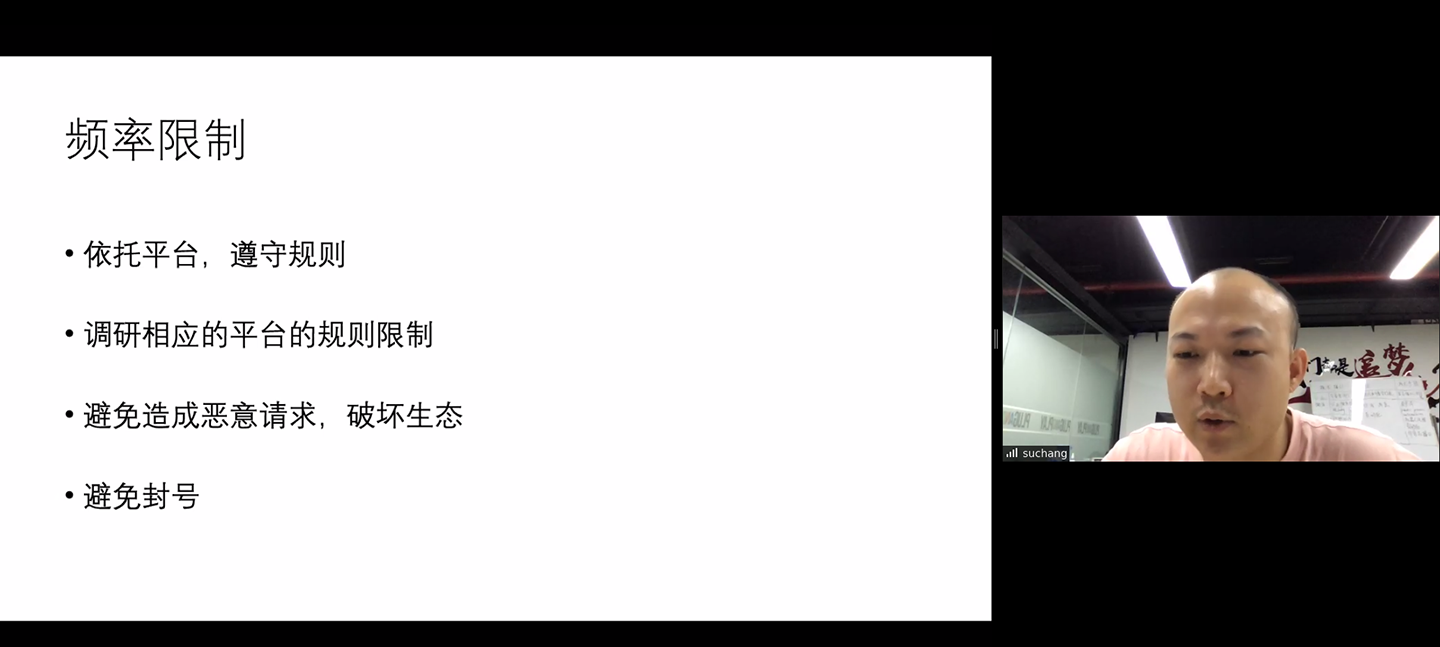 频率限制
• 依托平台，遵守规则
• 调研相应的平台的规则限制
• 避免造成恶意请求，破坏生态
• 避免封号
追梦
suchang